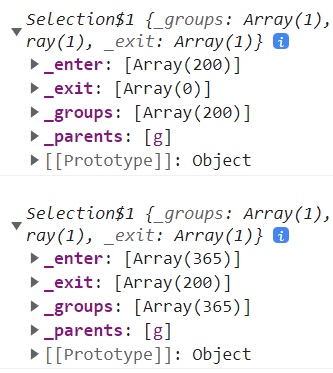 Selection$1 {_groups: Array(1),
ray(1), _exit: Array(1)} i
_enter: [Array(200)]
_exit: [Array(0)]
_groups: [Array(200)]
_parents: [g]
[[Prototype]]: Object
Selection$1 {_groups: Array(1),
ray(1), _exit: Array(1)} i
_enter: [Array(365)]
_exit: [Array(200)]
_groups: [Array(365)]
_parents: [g]
[[Prototype]]: Object